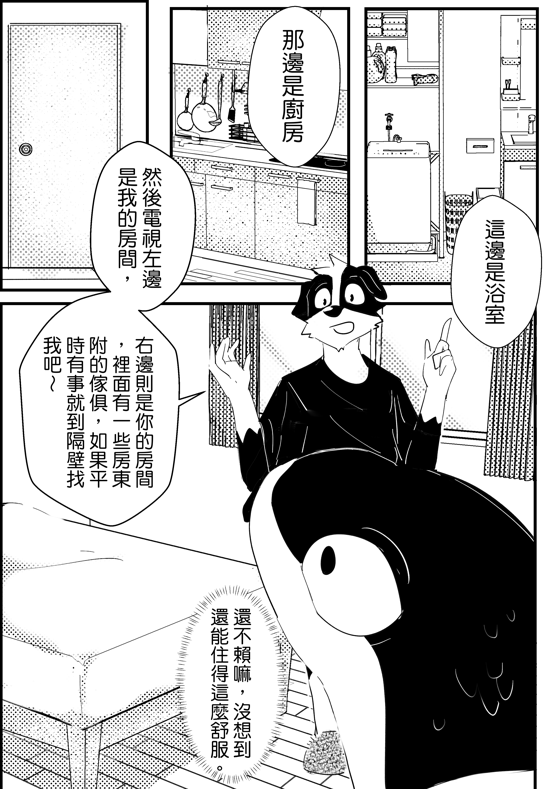 這邊是浴室
那邊是廚房
然後電視左邊
是我的房間，
右邊則是你的房間
，裡面有一些房東
附的傢俱，如果平
時有事就到隔壁找
我吧～
還不賴嘛，沒想到
還能住得這麼舒服。